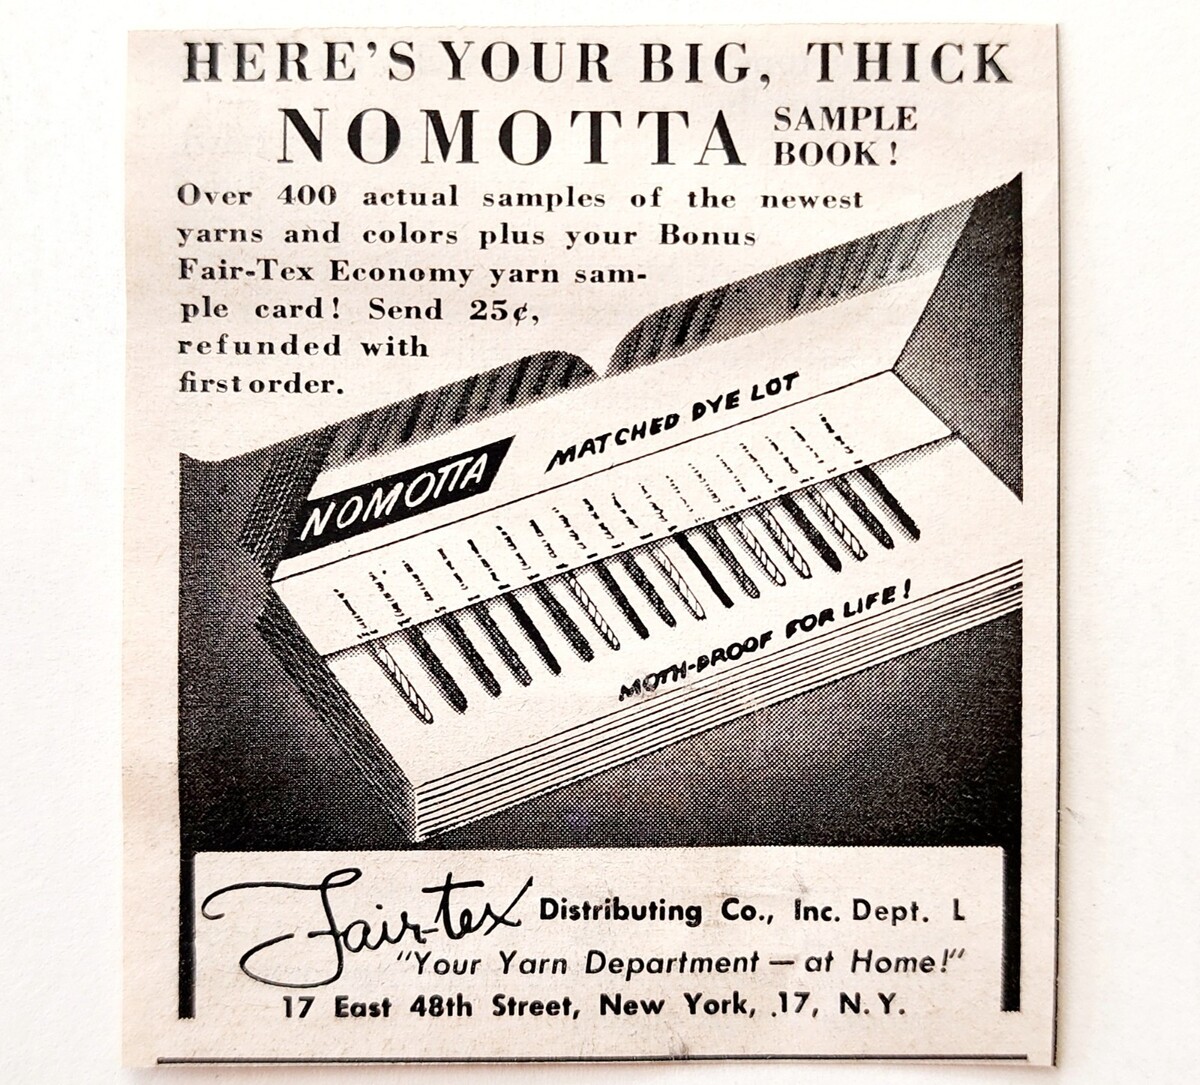 HERE'S YOUR BIG, THICK
NOMOTTA SAMPLE BOOK!
Over 400 actual samples of the newest
yarns and colors plus your Bonus
Fair-Tex Economy yarn sam-
ple card! Send 25¢,
refunded with
first order.
NOMOTTA MATCHED DYE LOT
MOTH-PROOF FOR LIFE!
Fair-tex Distributing Co., Inc. Dept. L
"Your Yarn Department — at Home!"
17 East 48th Street, New York, 17, N.Y.